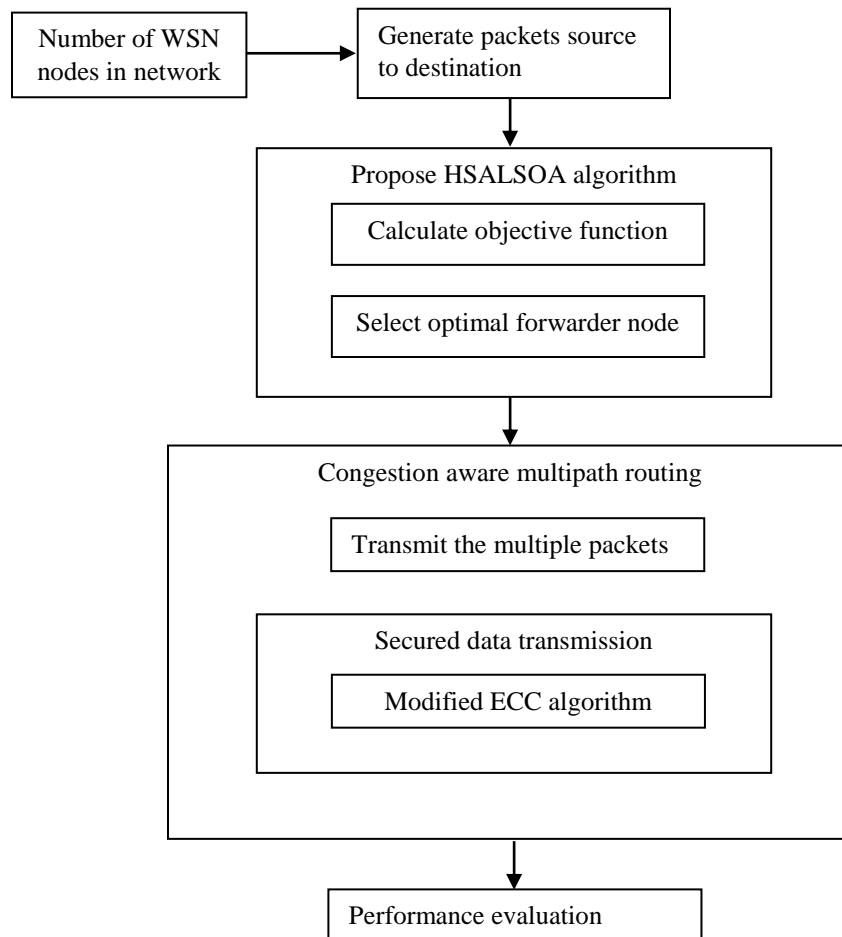 Number of WSN
nodes in network
Generate packets source
to destination
Propose HSALSOA algorithm
Calculate objective function
Select optimal forwarder node
Congestion aware multipath routing
Transmit the multiple packets
Secured data transmission
Modified ECC algorithm
Performance evaluation